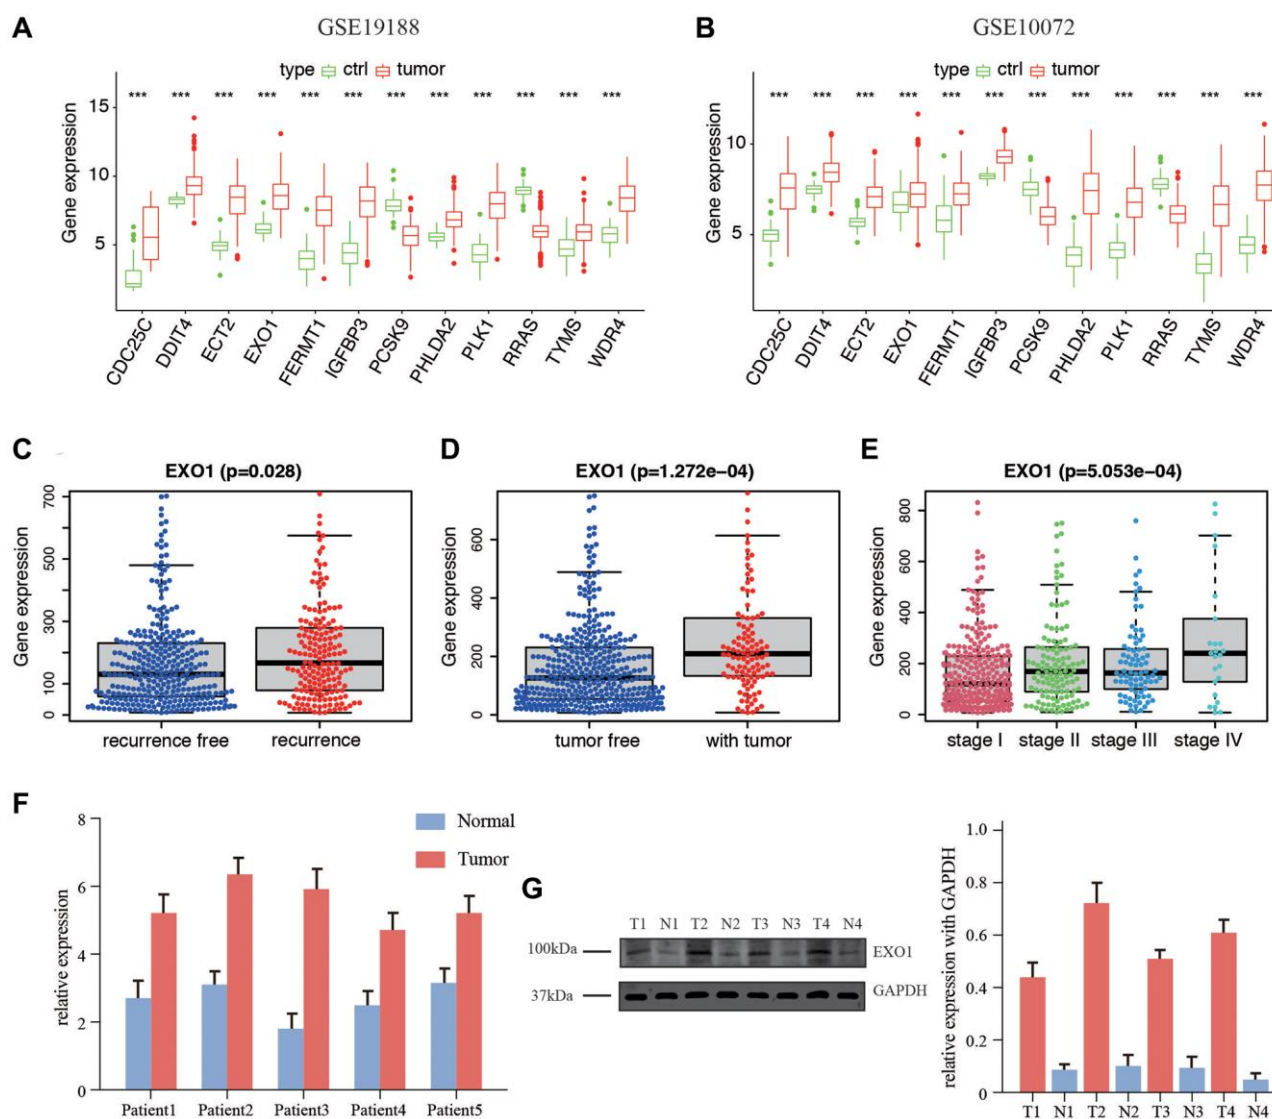 A
GSE19188
type ctrl tumor
*** *** *** *** *** *** *** *** *** *** *** ***
Gene expression
15
10
5
CDC25C
DDIT4
ECT2
EXO1
FERMT1
IGFBP3
PCSK9
PHLDA2
PLK1
RRAS
TYMS
WDR4
B
GSE10072
type ctrl tumor
*** *** *** *** *** *** *** *** *** *** *** ***
Gene expression
10
5
CDC25C
DDIT4
ECT2
EXO1
FERMT1
IGFBP3
PCSK9
PHLDA2
PLK1
RRAS
TYMS
WDR4
C
EXO1 (p=0.028)
Gene expression
700
500
300
100
0
recurrence free recurrence
D
EXO1 (p=1.272e−04)
Gene expression
600
400
200
0
tumor free with tumor
E
EXO1 (p=5.053e−04)
Gene expression
800
600
400
200
0
stage I stage II stage III stage IV
F
relative expression
8
6
4
2
0
Normal
Tumor
Patient1 Patient2 Patient3 Patient4 Patient5
G
T1 N1 T2 N2 T3 N3 T4 N4
100kDa EXO1
37kDa GAPDH
relative expression with GAPDH
1.0
0.8
0.6
0.4
0.2
0
T1 N1 T2 N2 T3 N3 T4 N4